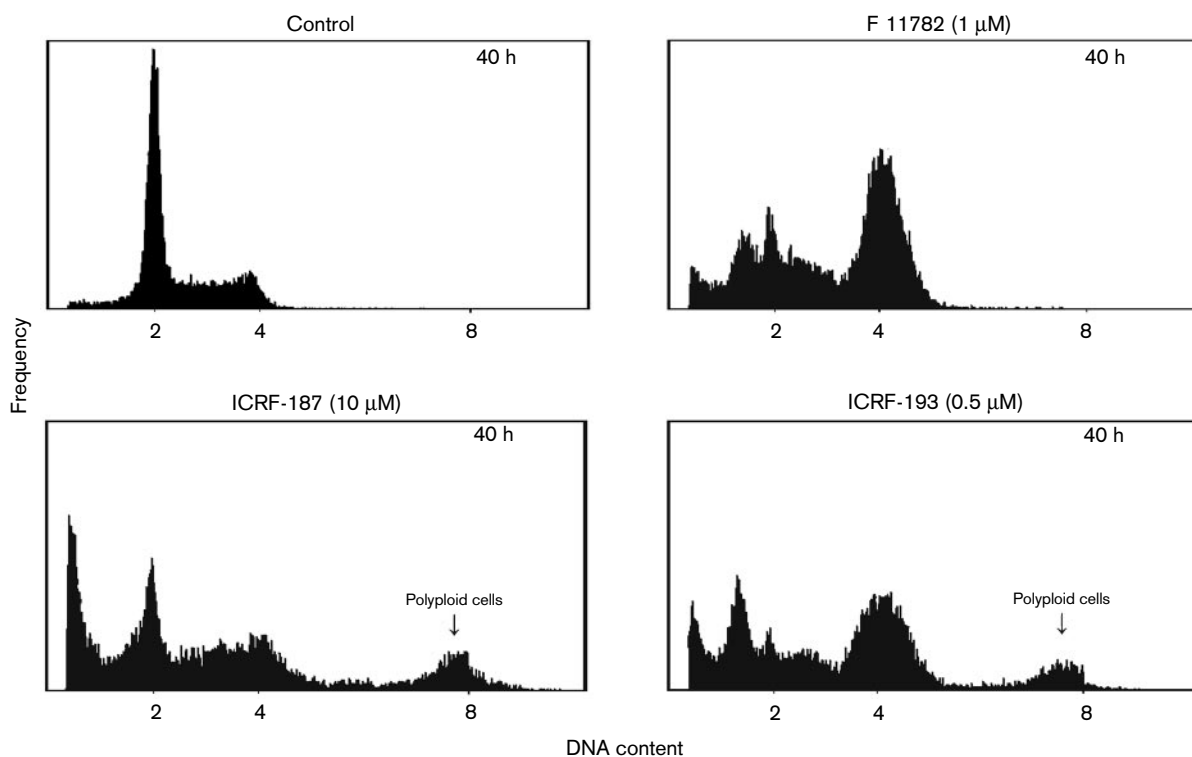 Control
40 h
2 4 8
F 11782 (1 μM)
40 h
2 4 8
Frequency
ICRF-187 (10 μM)
40 h
Polyploid cells
2 4 8
ICRF-193 (0.5 μM)
40 h
Polyploid cells
2 4 8
DNA content